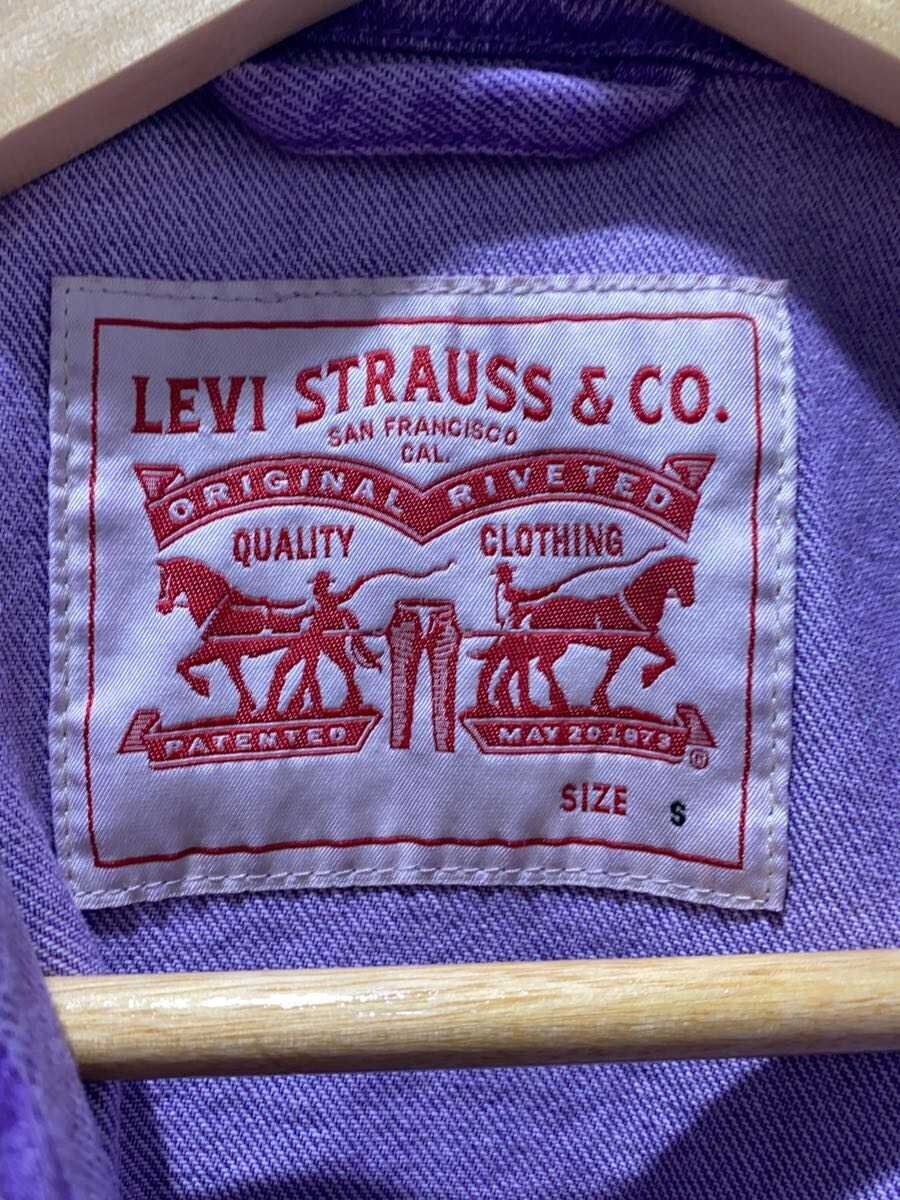 LEVI STRAUSS & CO.
SAN FRANCISCO
CAL.
ORIGINAL RIVETED
QUALITY CLOTHING
PATENTED MAY 20 1873
®
SIZE S